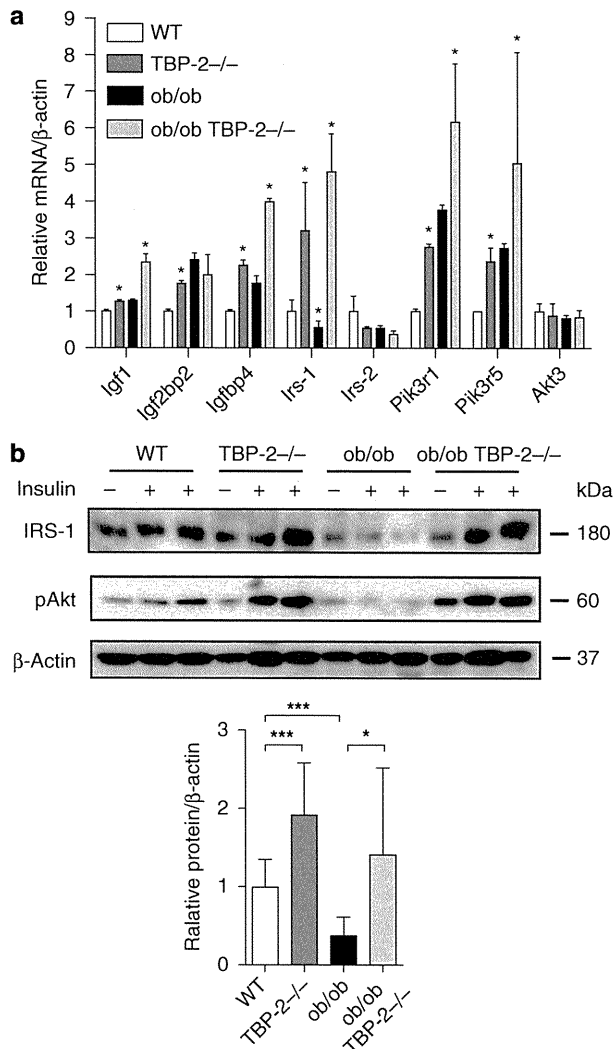 a
9
8
7
6
5
4
3
2
1
0
Relative mRNA/β-actin
WT
TBP-2–/–
ob/ob
ob/ob TBP-2–/–
* * * * * * * * * * * *
Igf1 Igf2bp2 Igfbp4 Irs-1 Irs-2 Pik3r1 Pik3r5 Akt3
b
WT TBP-2–/– ob/ob ob/ob TBP-2–/–
Insulin – + + – + + – + + – + + kDa
IRS-1 180
pAkt 60
β-Actin 37
***
*** *
3
2
1
0
Ralative protein/β-actin
WT TBP-2–/– ob/ob ob/ob
TBP-2–/–